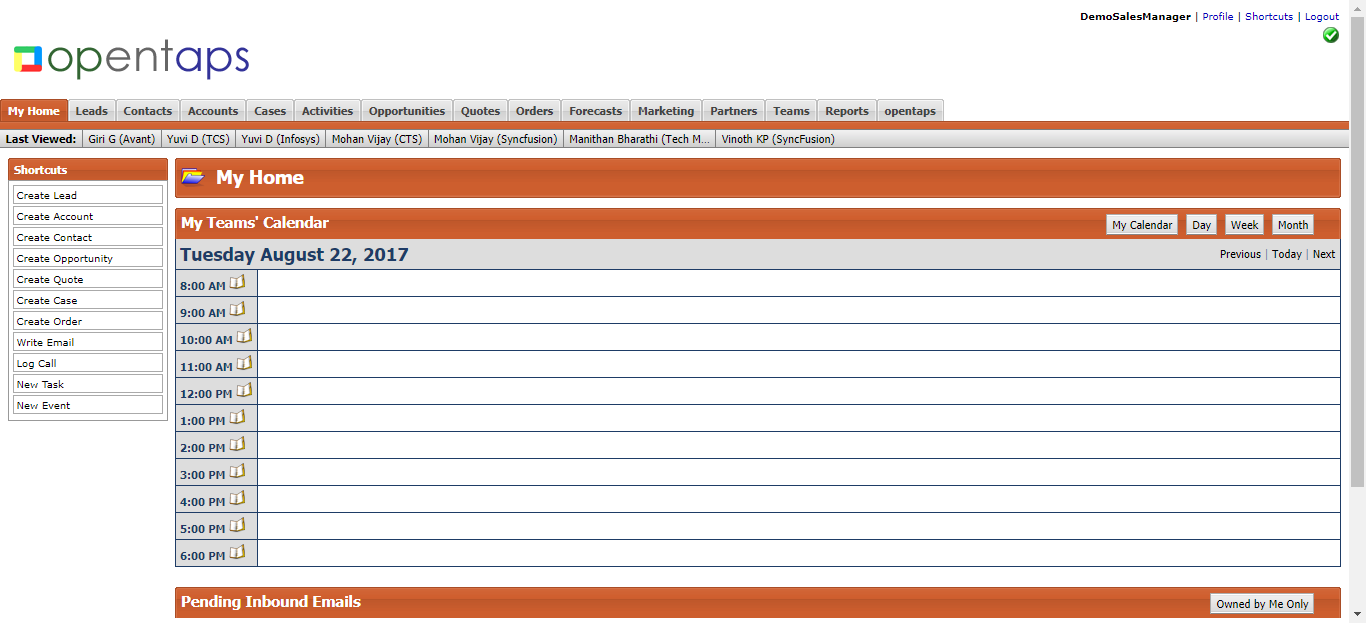 DemoSalesManager | Profile | Shortcuts | Logout
opentaps
My Home Leads Contacts Accounts Cases Activities Opportunities Quotes Orders Forecasts Marketing Partners Teams Reports opentaps
Last Viewed: Giri G (Avant) Yuvi D (TCS) Yuvi D (Infosys) Mohan Vijay (CTS) Mohan Vijay (Syncfusion) Manithan Bharathi (Tech M... Vinoth KP (SyncFusion)
Shortcuts
Create Lead
Create Account
Create Contact
Create Opportunity
Create Quote
Create Case
Create Order
Write Email
Log Call
New Task
New Event
My Home
My Teams' Calendar My Calendar Day Week Month
Tuesday August 22, 2017 Previous | Today | Next
8:00 AM
9:00 AM
10:00 AM
11:00 AM
12:00 PM
1:00 PM
2:00 PM
3:00 PM
4:00 PM
5:00 PM
6:00 PM
Pending Inbound Emails Owned by Me Only